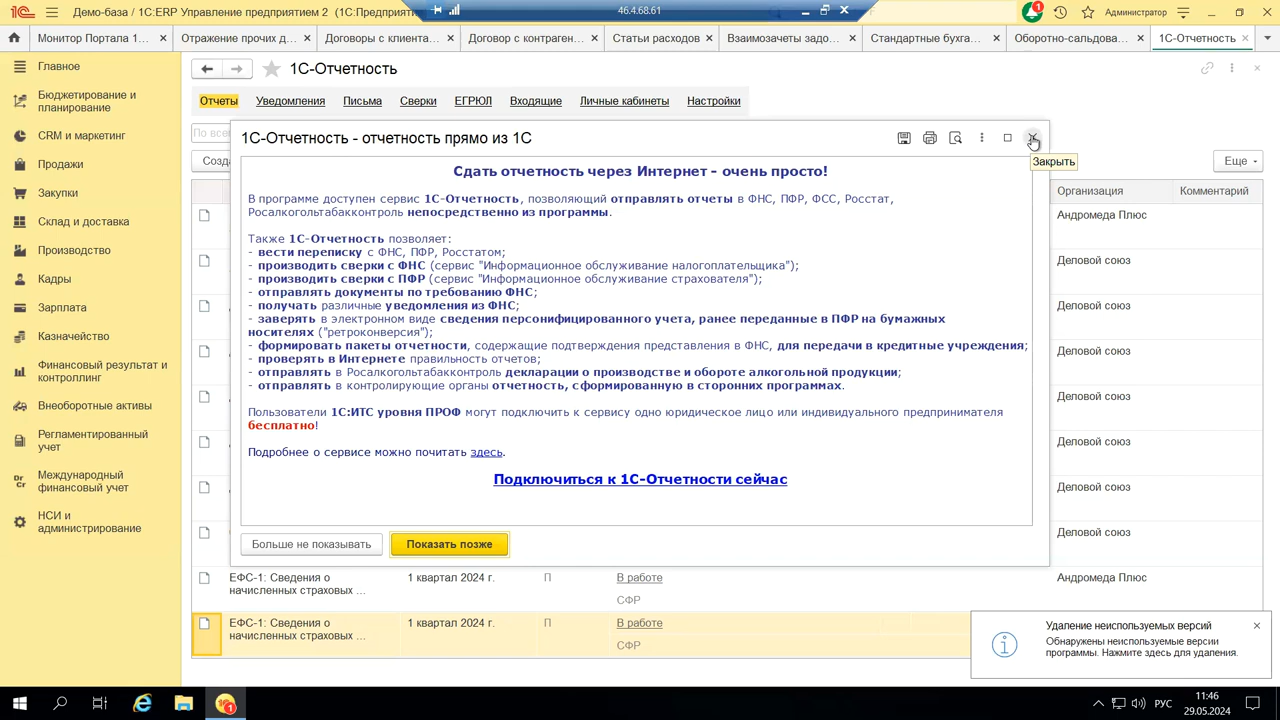 Демо-база / 1С:ERP Управление предприятием 2 (1С:Предприяти
46.4.68.61
1
Администратор
Монитор Портала 1...
Отражение прочих д...
Договоры с клиента...
Договор с контраген...
Статьи расходов
Взаимозачеты задо...
Стандартные бухга...
Оборотно-сальдова...
1С-Отчетность
Главное
Бюджетирование и
планирование
CRM и маркетинг
Продажи
Закупки
Склад и доставка
Производство
Кадры
Зарплата
Казначейство
Финансовый результат и
контроллинг
Внеоборотные активы
Регламентированный
учет
Международный
финансовый учет
НСИ и
администрирование
1С-Отчетность
Отчеты
Уведомления
Письма
Сверки
ЕГРЮЛ
Входящие
Личные кабинеты
Настройки
По все
Созд
Еще
1С-Отчетность - отчетность прямо из 1С
Закрыть
Сдать отчетность через Интернет - очень просто!
В программе доступен сервис 1С-Отчетность, позволяющий отправлять отчеты в ФНС, ПФР, ФСС, Росстат,
Росалкогольтабакконтроль непосредственно из программы.
Также 1С-Отчетность позволяет:
- вести переписку с ФНС, ПФР, Росстатом;
- производить сверки с ФНС (сервис "Информационное обслуживание налогоплательщика");
- производить сверки с ПФР (сервис "Информационное обслуживание страхователя");
- отправлять документы по требованию ФНС;
- получать различные уведомления из ФНС;
- заверять в электронном виде сведения персонифицированного учета, ранее переданные в ПФР на бумажных
носителях ("ретроконверсия");
- формировать пакеты отчетности, содержащие подтверждения представления в ФНС, для передачи в кредитные учреждения;
- проверять в Интернете правильность отчетов;
- отправлять в Росалкогольтабакконтроль декларации о производстве и обороте алкогольной продукции;
- отправлять в контролирующие органы отчетность, сформированную в сторонних программах.
Пользователи 1С:ИТС уровня ПРОФ могут подключить к сервису одно юридическое лицо или индивидуального предпринимателя
бесплатно!
Подробнее о сервисе можно почитать здесь.
Подключиться к 1С-Отчетности сейчас
Больше не показывать
Показать позже
Организация
Комментарий
Андромеда Плюс
Деловой союз
Деловой союз
Деловой союз
Деловой союз
Деловой союз
Деловой союз
Деловой союз
ЕФС-1: Сведения о
начисленных страховых ...
1 квартал 2024 г.
П
В работе
СФР
Андромеда Плюс
ЕФС-1: Сведения о
начисленных страховых ...
1 квартал 2024 г.
П
В работе
СФР
Удаление неиспользуемых версий
Обнаружены неиспользуемые версии
программы. Нажмите здесь для удаления.
1
РУС
11:46
29.05.2024